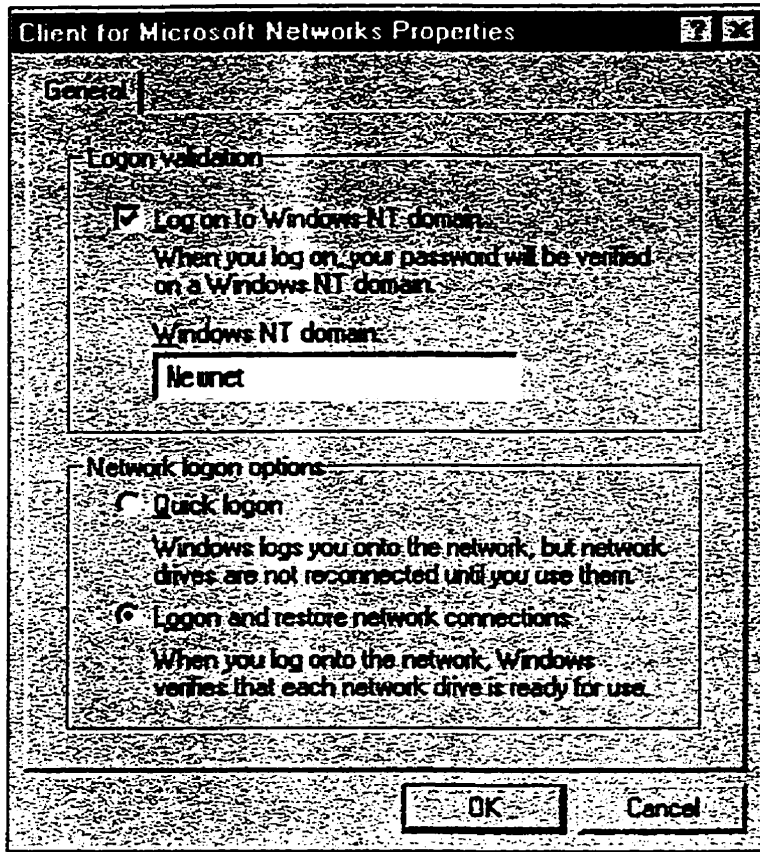 Client for Microsoft Networks Properties
General
Logon validation
Log on to Windows NT domain
When you log on, your password will be verified
on a Windows NT domain.
Windows NT domain:
Newnet
Network logon options
Quick logon
Windows logs you onto the network, but network
drives are not reconnected until you use them.
Logon and restore network connections
When you log onto the network, Windows
verifies that each network drive is ready for use.
OK
Cancel